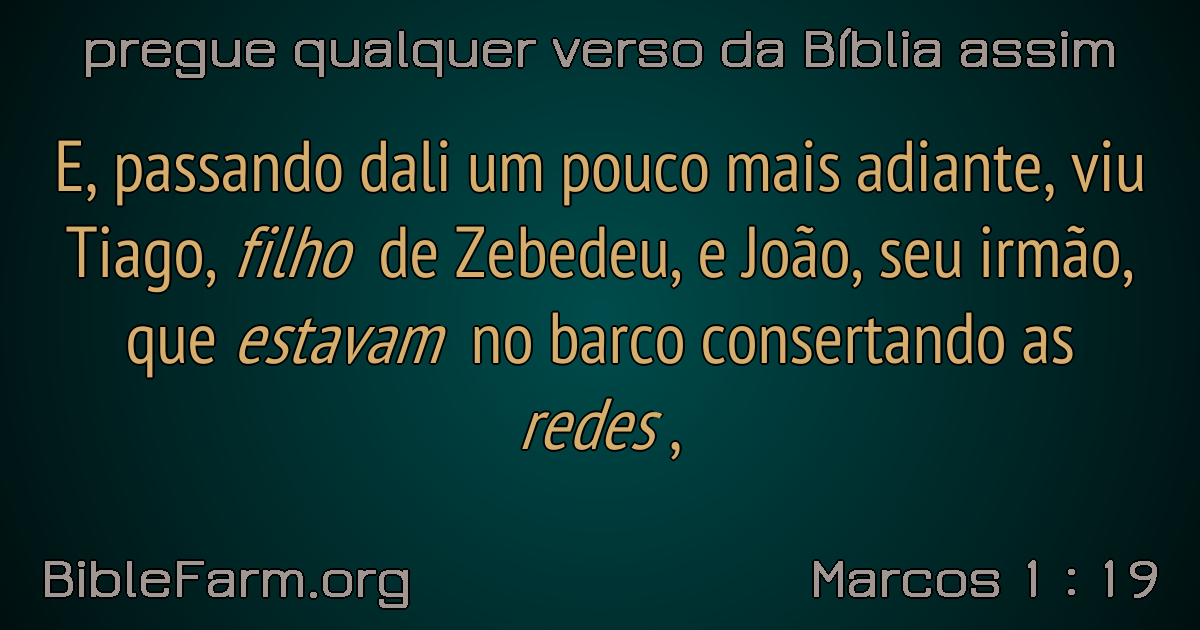 pregue qualquer verso da Bíblia assim
E, passando dali um pouco mais adiante, viu
Tiago, filho de Zebedeu, e João, seu irmão,
que estavam no barco consertando as
redes ,
BibleFarm.org
Marcos 1 : 19